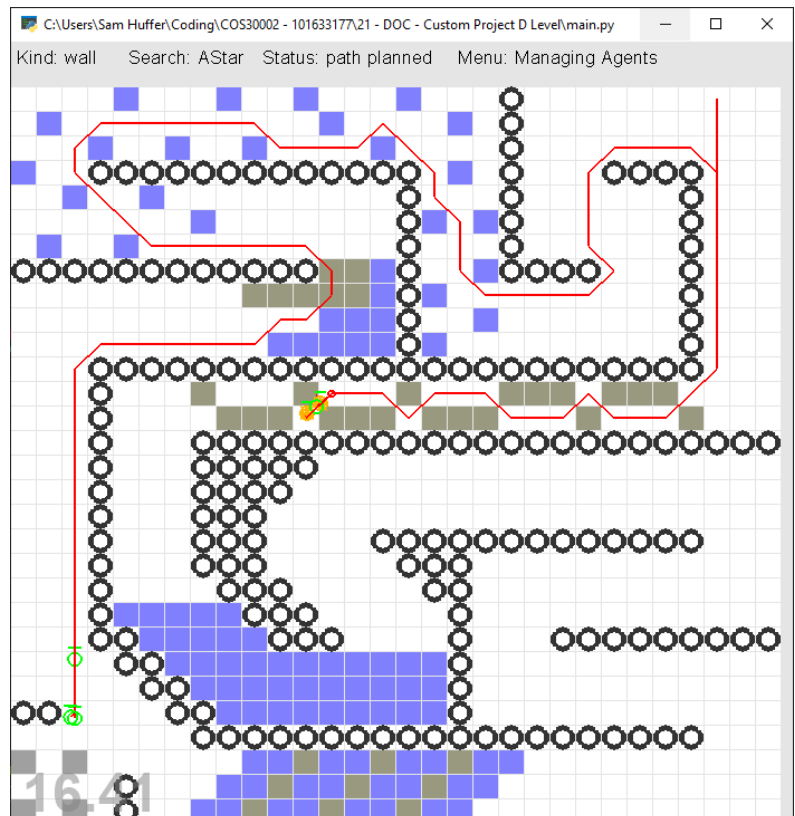 C:\Users\Sam Huffer\Coding\COS30002 - 101633177\21 - DOC - Custom Project D Level\main.py
Kind: wall Search: AStar Status: path planned Menu: Managing Agents
16.41